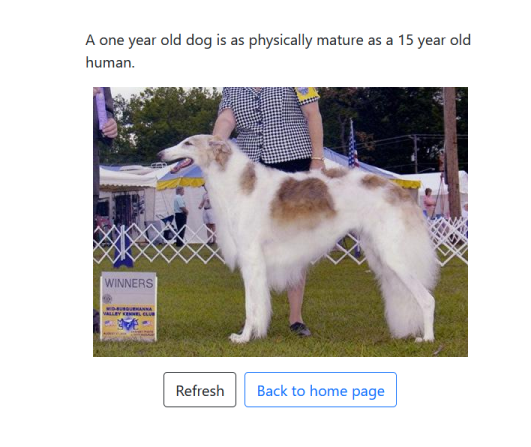 A one year old dog is as physically mature as a 15 year old
human.
WINNERS
VALLEY KENNEL CLUB
Refresh
Back to home page